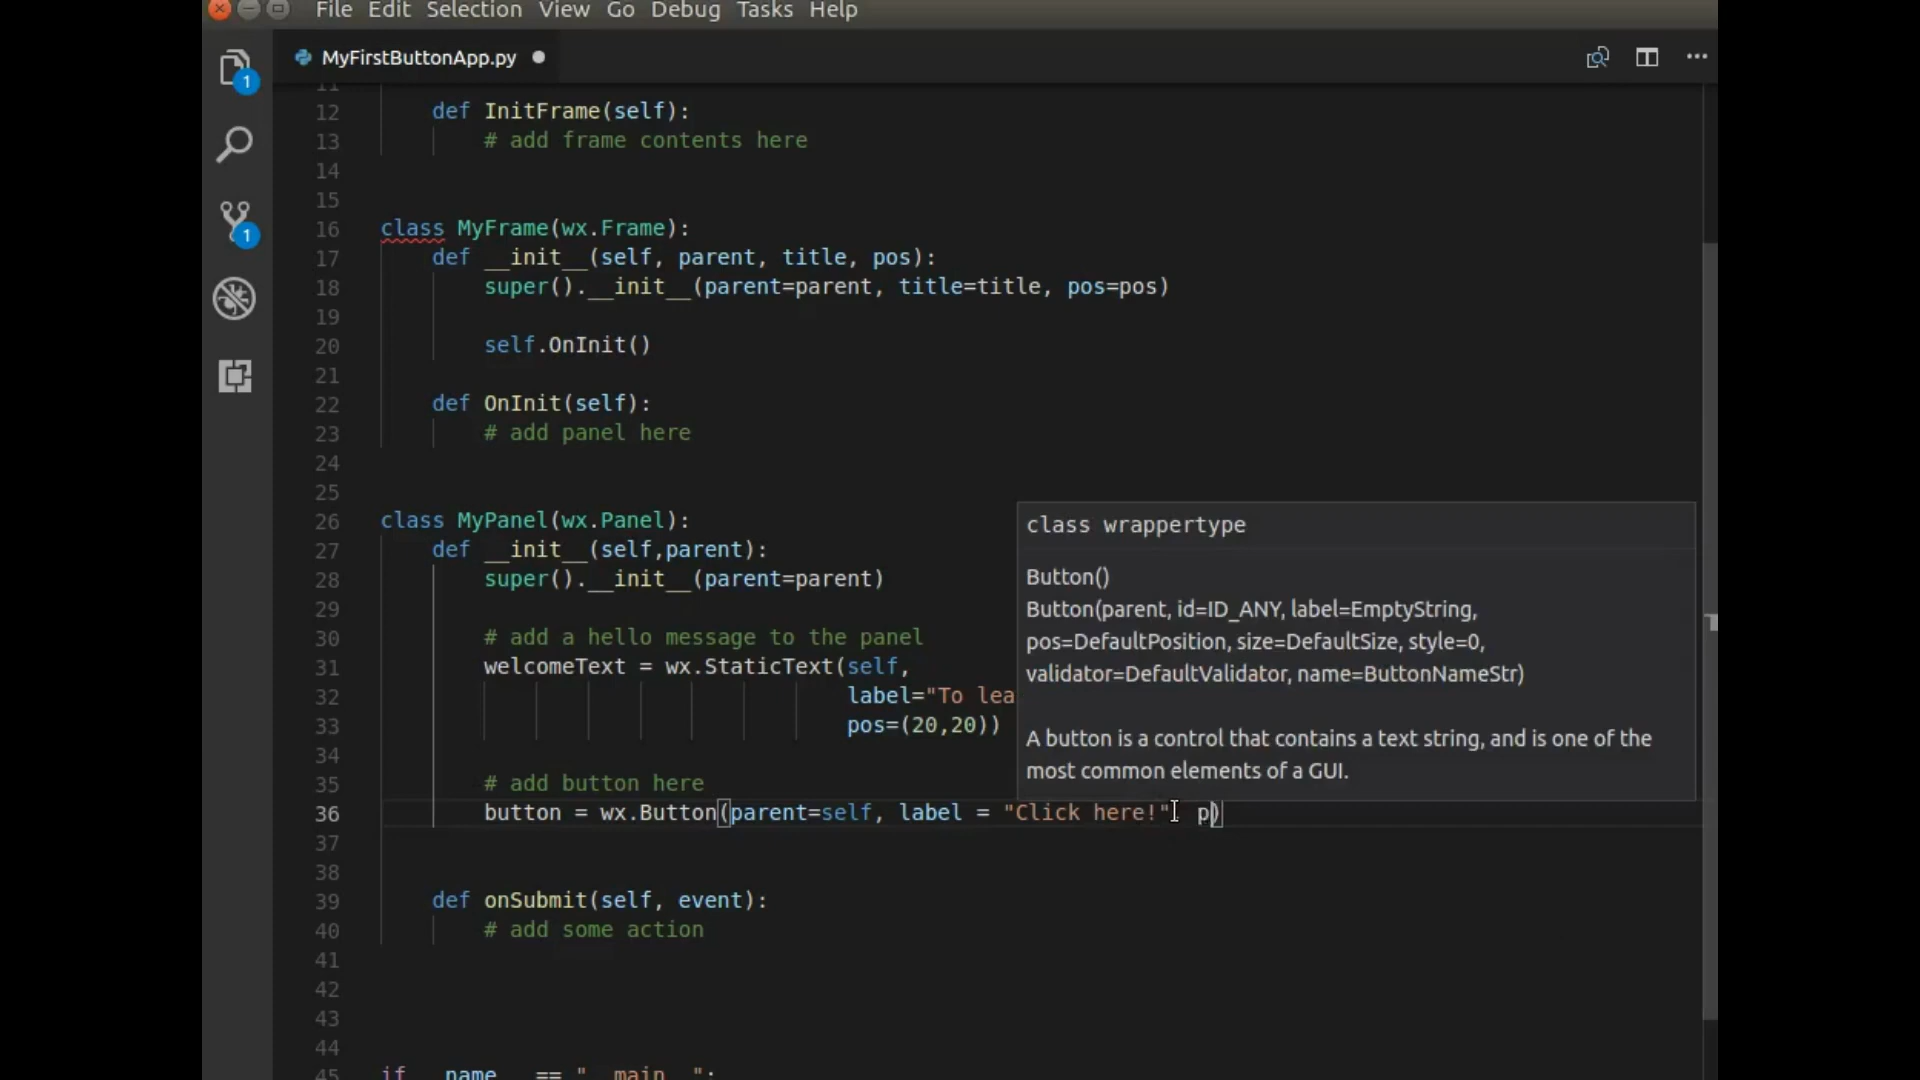 File Edit Selection View Go Debug Tasks Help
MyFirstButtonApp.py
1
1
11
12 def InitFrame(self):
13 # add frame contents here
14
15
16 class MyFrame(wx.Frame):
17 def __init__(self, parent, title, pos):
18 super().__init__(parent=parent, title=title, pos=pos)
19
20 self.OnInit()
21
22 def OnInit(self):
23 # add panel here
24
25
26 class MyPanel(wx.Panel):
27 def __init__(self,parent):
28 super().__init__(parent=parent)
29
30 # add a hello message to the panel
31 welcomeText = wx.StaticText(self,
32 label="To lea
33 pos=(20,20))
34
35 # add button here
36 button = wx.Button(parent=self, label = "Click here!" p)
37
38
39 def onSubmit(self, event):
40 # add some action
41
42
43
44
45 if __name__ == "__main__":
class wrappertype
Button()
Button(parent, id=ID_ANY, label=EmptyString,
pos=DefaultPosition, size=DefaultSize, style=0,
validator=DefaultValidator, name=ButtonNameStr)
A button is a control that contains a text string, and is one of the
most common elements of a GUI.